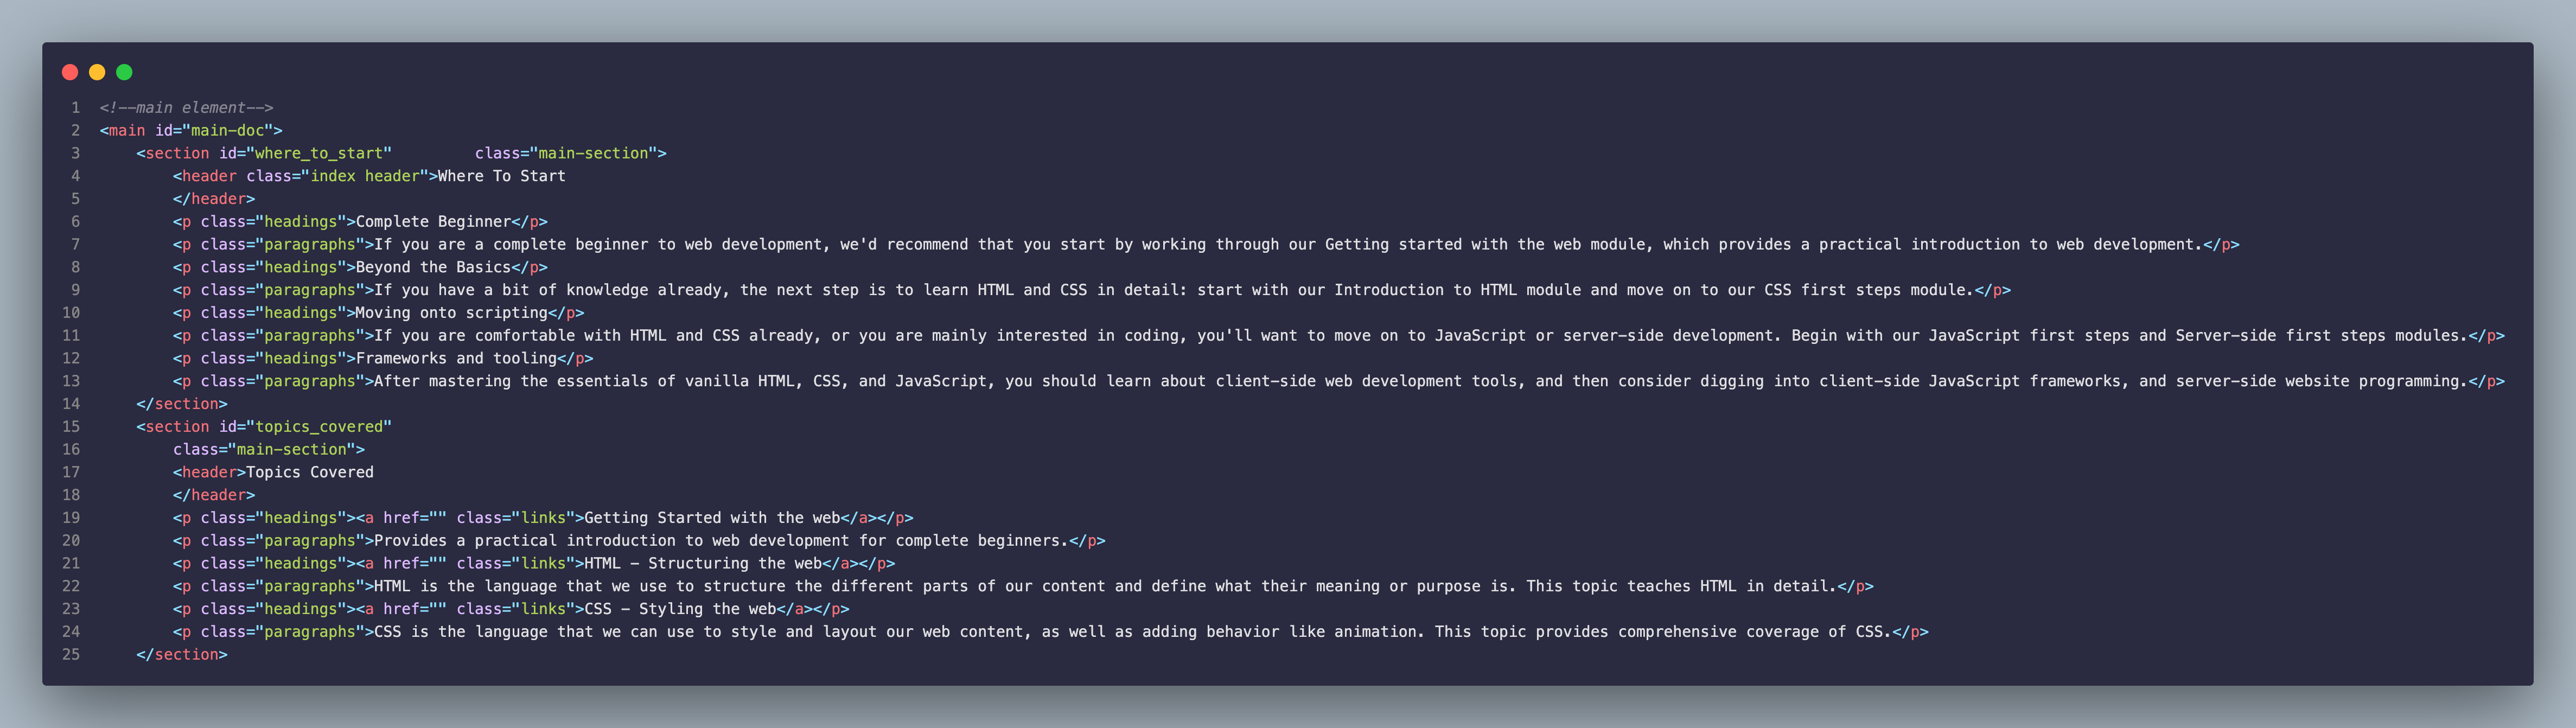 1 <!--main element-->
2 <main id="main-doc">
3     <section id="where_to_start"         class="main-section">
4         <header class="index header">Where To Start
5         </header>
6         <p class="headings">Complete Beginner</p>
7         <p class="paragraphs">If you are a complete beginner to web development, we'd recommend that you start by working through our Getting started with the web module, which provides a practical introduction to web development.</p>
8         <p class="headings">Beyond the Basics</p>
9         <p class="paragraphs">If you have a bit of knowledge already, the next step is to learn HTML and CSS in detail: start with our Introduction to HTML module and move on to our CSS first steps module.</p>
10         <p class="headings">Moving onto scripting</p>
11         <p class="paragraphs">If you are comfortable with HTML and CSS already, or you are mainly interested in coding, you'll want to move on to JavaScript or server-side development. Begin with our JavaScript first steps and Server-side first steps modules.</p>
12         <p class="headings">Frameworks and tooling</p>
13         <p class="paragraphs">After mastering the essentials of vanilla HTML, CSS, and JavaScript, you should learn about client-side web development tools, and then consider digging into client-side JavaScript frameworks, and server-side website programming.</p>
14     </section>
15     <section id="topics_covered"
16         class="main-section">
17         <header>Topics Covered
18         </header>
19         <p class="headings"><a href="" class="links">Getting Started with the web</a></p>
20         <p class="paragraphs">Provides a practical introduction to web development for complete beginners.</p>
21         <p class="headings"><a href="" class="links">HTML - Structuring the web</a></p>
22         <p class="paragraphs">HTML is the language that we use to structure the different parts of our content and define what their meaning or purpose is. This topic teaches HTML in detail.</p>
23         <p class="headings"><a href="" class="links">CSS - Styling the web</a></p>
24         <p class="paragraphs">CSS is the language that we can use to style and layout our web content, as well as adding behavior like animation. This topic provides comprehensive coverage of CSS.</p>
25     </section>